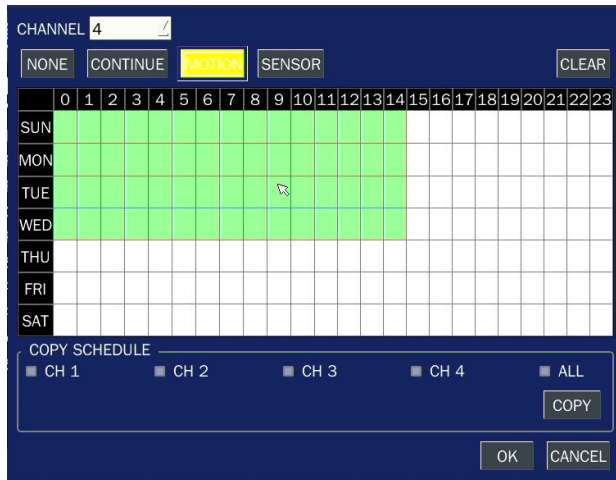 CHANNEL 4
NONE CONTINUE MOTION SENSOR CLEAR
0 1 2 3 4 5 6 7 8 9 10 11 12 13 14 15 16 17 18 19 20 21 22 23
SUN
MON
TUE
WED
THU
FRI
SAT
COPY SCHEDULE
CH 1 CH 2 CH 3 CH 4 ALL
COPY
OK CANCEL